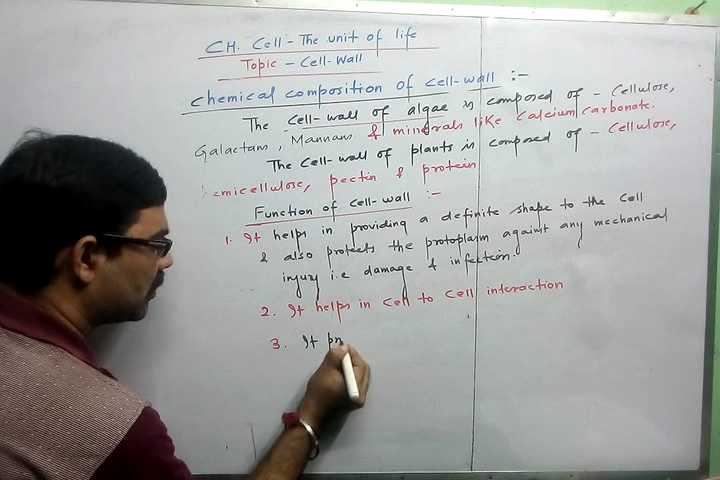 CH. Cell - The unit of life
Topic - Cell-Wall
Chemical composition of Cell-wall :-
The cell-wall of algae is composed of - Cellulose,
Galactans, Mannans & minerals like Calcium Carbonate.
The Cell-Wall of plants is composed of - Cellulose,
emicellulose, pectin & protein
Function of Cell-wall :-
1. It helps in providing a definite shape to the cell
& also protects the protoplasm against any mechanical
injury i.e damage & infection.
2. It helps in Cell to Cell interaction
3. It pr